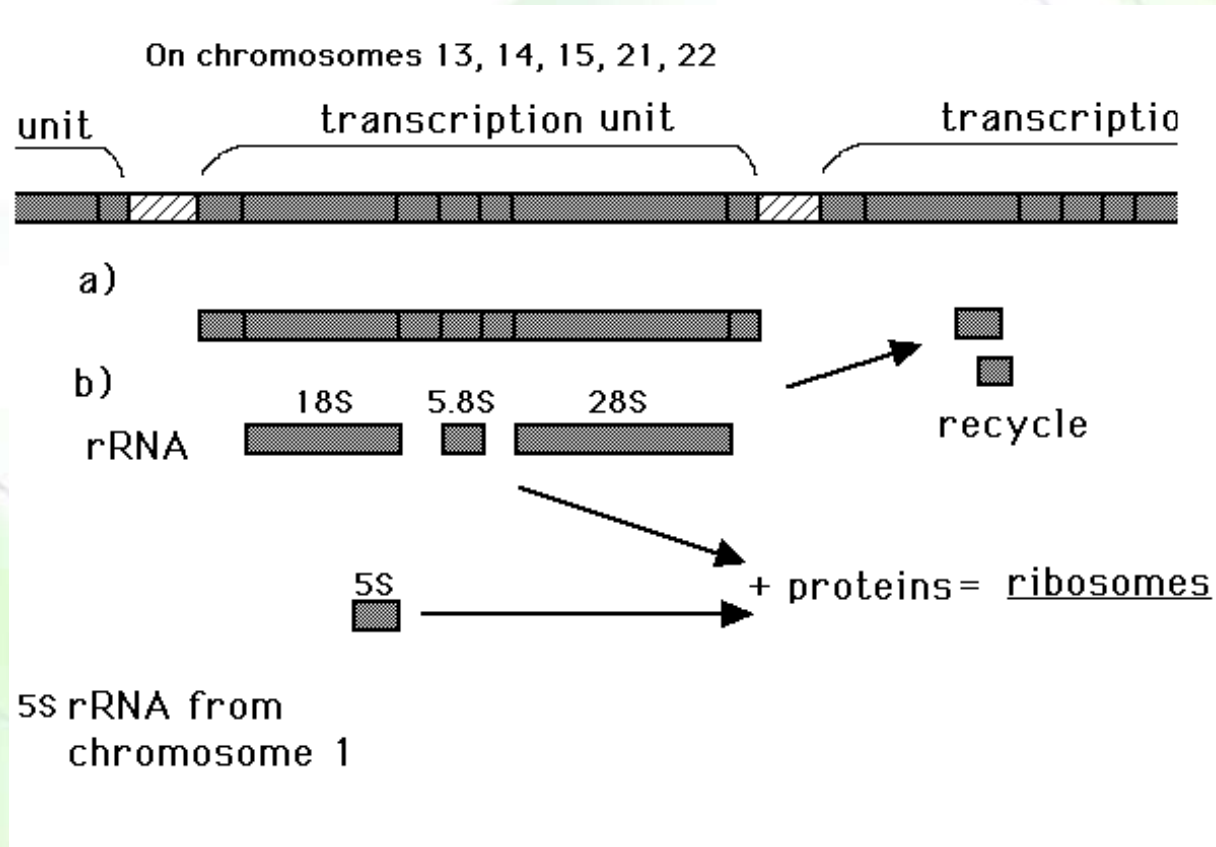 On chromosomes 13, 14, 15, 21, 22
unit
transcription unit
transcriptio
a)
b)
18S
5.8S
28S
rRNA
recycle
5S
+ proteins = ribosomes
5S rRNA from
chromosome 1